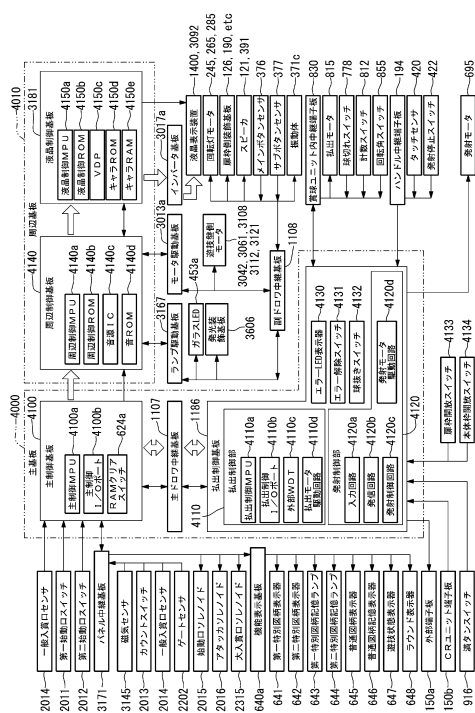 4000
主基板
4100
主制御基板
主制御MPU
4100a
主制御I/Oポート
4100b
RAMクリアスイッチ
624a
周辺基板
4010
4140
周辺制御基板
周辺制御MPU
4140a
周辺制御ROM
4140b
音源IC
4140c
音ROM
4140d
3181
液晶制御基板
液晶制御MPU
4150a
液晶制御ROM
4150b
VDP
4150c
キャラROM
4150d
キャラRAM
4150e
2014
一般入賞口センサ
2011
第一始動口スイッチ
2012
第二始動口スイッチ
3171
パネル中継基板
3145
磁気センサ
2013
カウントスイッチ
2014
一般入賞口センサ
2202
ゲートセンサ
2015
始動口ソレノイド
2016
アタッカソレノイド
2315
大入賞口ソレノイド
640a
機能表示基板
641
第一特別図柄表示器
642
第二特別図柄表示器
643
第一特別図柄記憶ランプ
644
第二特別図柄記憶ランプ
645
普通図柄表示器
646
普通図柄記憶表示器
647
遊技状態表示器
648
ラウンド表示器
150a
外部端子板
150b
CRユニット端子板
916
満タンスイッチ
主ドロワ中継基板
1107
1186
払出制御基板
4110
払出制御部
払出制御MPU
4110a
払出制御I/Oポート
4110b
外部WDT
4110c
払出モータ駆動回路
4110d
エラーLED表示器
4130
エラー解除スイッチ
4131
球抜きスイッチ
4132
4120
発射制御部
入力回路
4120a
発信回路
4120b
発射制御回路
4120c
発射モータ駆動回路
4120d
扉枠開放スイッチ
4133
本体枠開放スイッチ
4134
ランプ駆動基板
3167
モータ駆動基板
3013a
インバータ基板
3017a
ガラスLED
453a
発光装飾基板
3606
遊技盤側モータ
3042, 3061, 3108
3112, 3121
副ドロワ中継基板
1108
液晶表示装置
1400, 3092
回転灯モータ
245, 265, 285
扉枠側装飾基板
126, 190, etc
スピーカ
121, 391
メインボタンセンサ
376
サブボタンセンサ
377
振動体
371c
賞球ユニット内中継端子板
830
払出モータ
815
球切れスイッチ
778
計数スイッチ
812
回転角スイッチ
855
ハンドル中継端子板
194
タッチセンサ
420
発射停止スイッチ
422
発射モータ
695